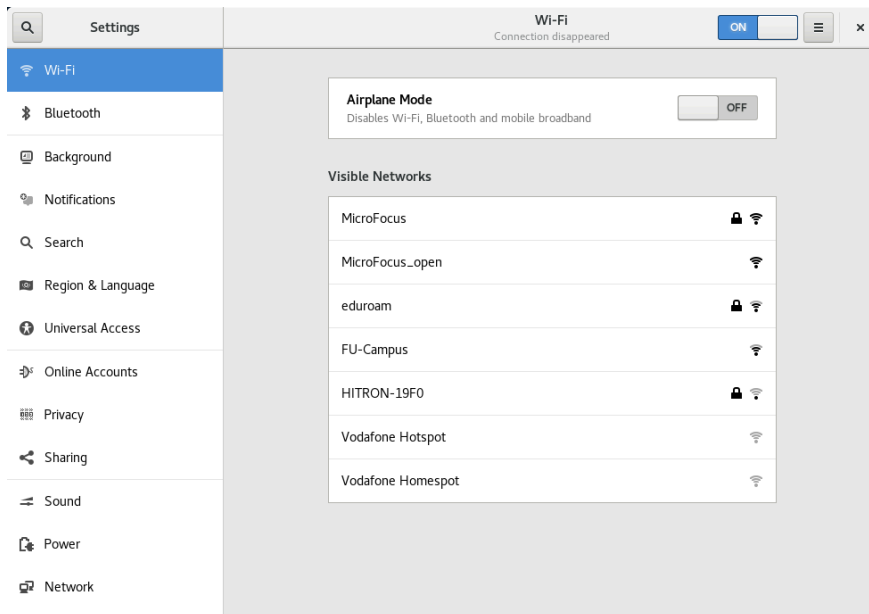 Settings
Wi-Fi
Connection disappeared
ON
Wi-Fi
Bluetooth
Background
Notifications
Search
Region & Language
Universal Access
Online Accounts
Privacy
Sharing
Sound
Power
Network
Airplane Mode
Disables Wi-Fi, Bluetooth and mobile broadband
OFF
Visible Networks
MicroFocus
MicroFocus_open
eduroam
FU-Campus
HITRON-19F0
Vodafone Hotspot
Vodafone Homespot